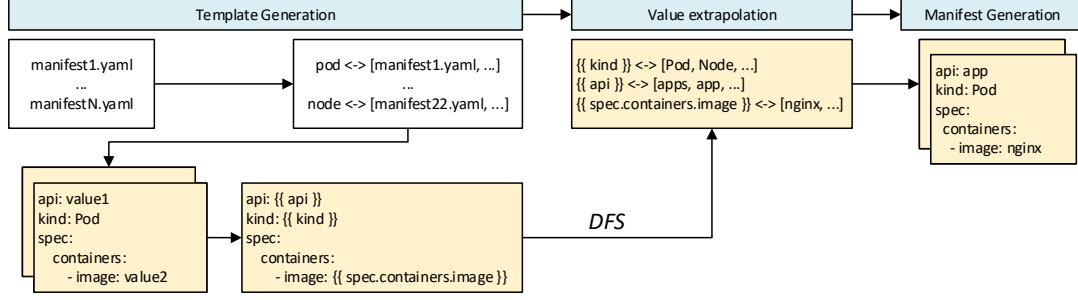 Template Generation
Value extrapolation
Manifest Generation
manifest1.yaml
...
manifestN.yaml
pod <-> [manifest1.yaml, ...]
...
node <-> [manifest22.yaml, ...]
{{ kind }} <-> [Pod, Node, ...]
{{ api }} <-> [apps, app, ...]
{{ spec.containers.image }} <-> [nginx, ...]
api: app
kind: Pod
spec:
containers:
- image: nginx
api: value1
kind: Pod
spec:
containers:
- image: value2
api: {{ api }}
kind: {{ kind }}
spec:
containers:
- image: {{ spec.containers.image }}
DFS